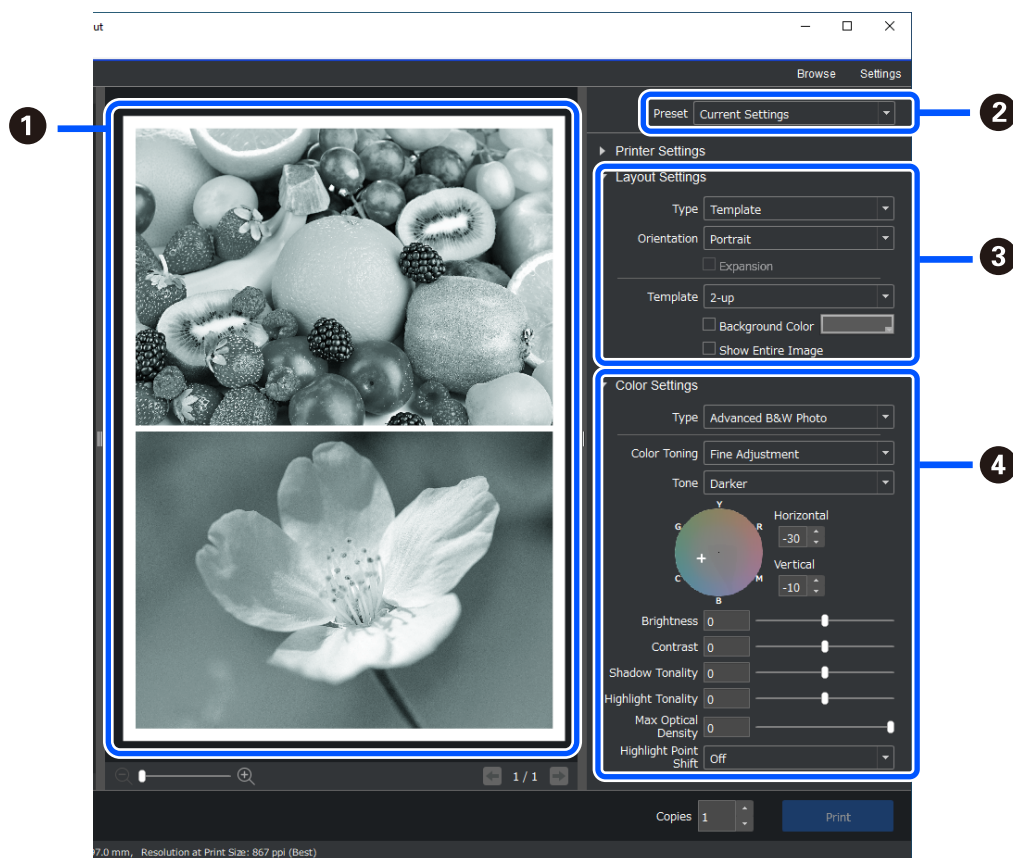 ut
Browse Settings
1
Preset Current Settings
2
Printer Settings
Layout Settings
Type Template
Orientation Portrait
Expansion
3
Template 2-up
Background Color
Show Entire Image
Color Settings
Type Advanced B&W Photo
Color Toning Fine Adjustment
4
Tone Darker
Y
G R
C M
B
Horizontal
-30
Vertical
-10
Brightness 0
Contrast 0
Shadow Tonality 0
Highlight Tonality 0
Max Optical
Density 0
Highlight Point
Shift Off
1 / 1
Copies 1 Print
97.0 mm, Resolution at Print Size: 867 ppi (Best)